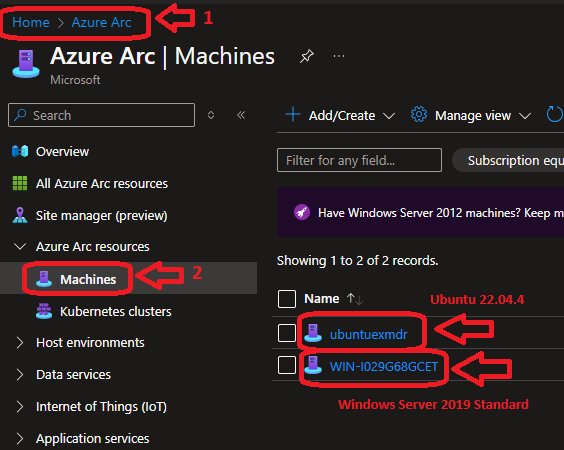 Home > Azure Arc 1
Azure Arc | Machines ...
Microsoft
Search
Add/Create Manage view
Overview
All Azure Arc resources
Site manager (preview)
Azure Arc resources
Machines 2
Kubernetes clusters
Host environments
Data services
Internet of Things (IoT)
Application services
Filter for any field...
Subscription equ
Have Windows Server 2012 machines? Keep m
Showing 1 to 2 of 2 records.
Name ↑↓ Ubuntu 22.04.4
ubuntuexmdr
WIN-I029G68GCET
Windows Server 2019 Standard